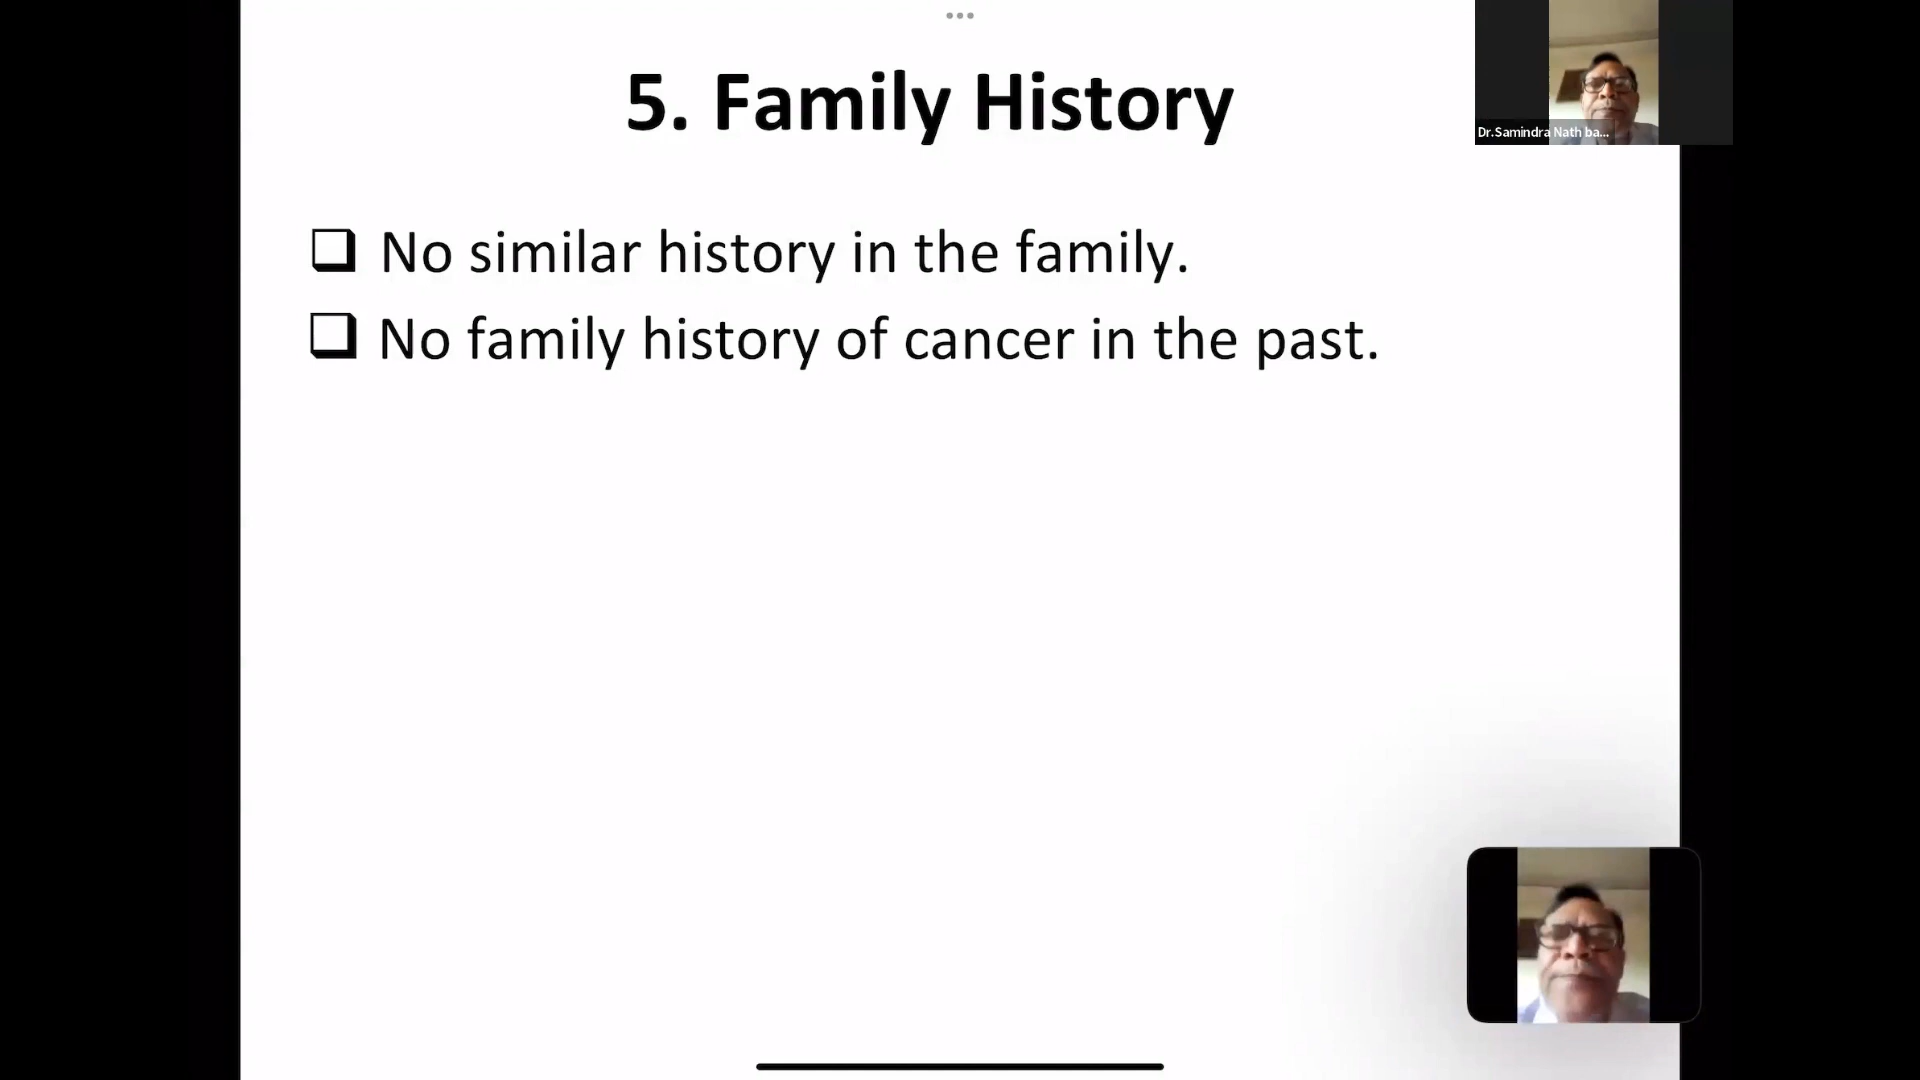 5. Family History
Dr.Samindra Nath ba...
No similar history in the family.
No family history of cancer in the past.